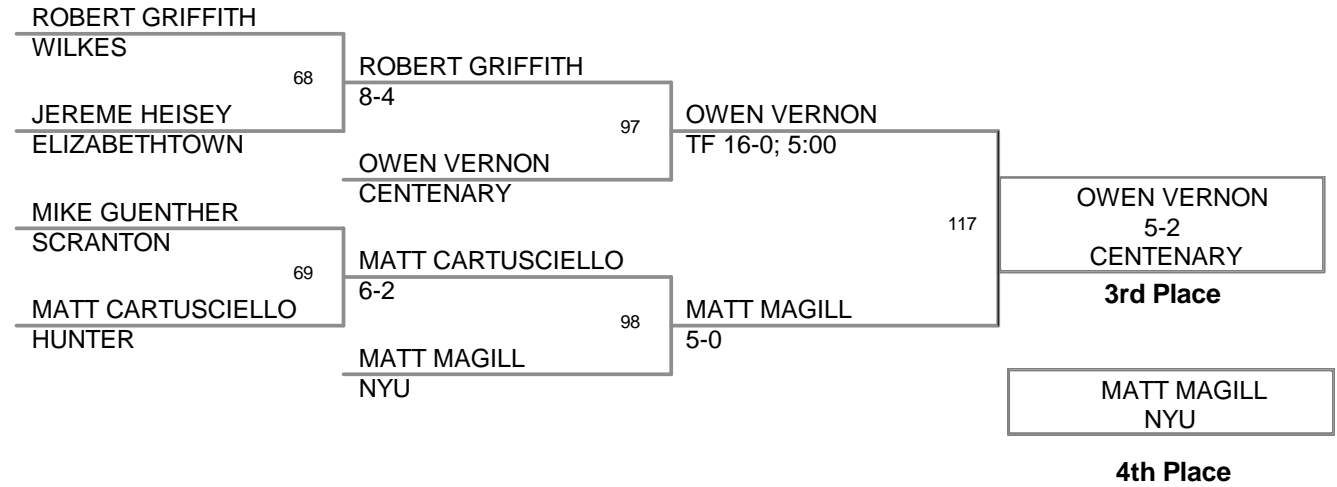 ROBERT GRIFFITH
WILKES
68
JEREME HEISEY
ELIZABETHTOWN
MIKE GUENTHER
SCRANTON
69
MATT CARTUSCIELLO
HUNTER
ROBERT GRIFFITH
8-4
97
OWEN VERNON
CENTENARY
MATT CARTUSCIELLO
6-2
98
MATT MAGILL
NYU
OWEN VERNON
TF 16-0; 5:00
117
MATT MAGILL
5-0
OWEN VERNON
5-2
CENTENARY
3rd Place
MATT MAGILL
NYU
4th Place